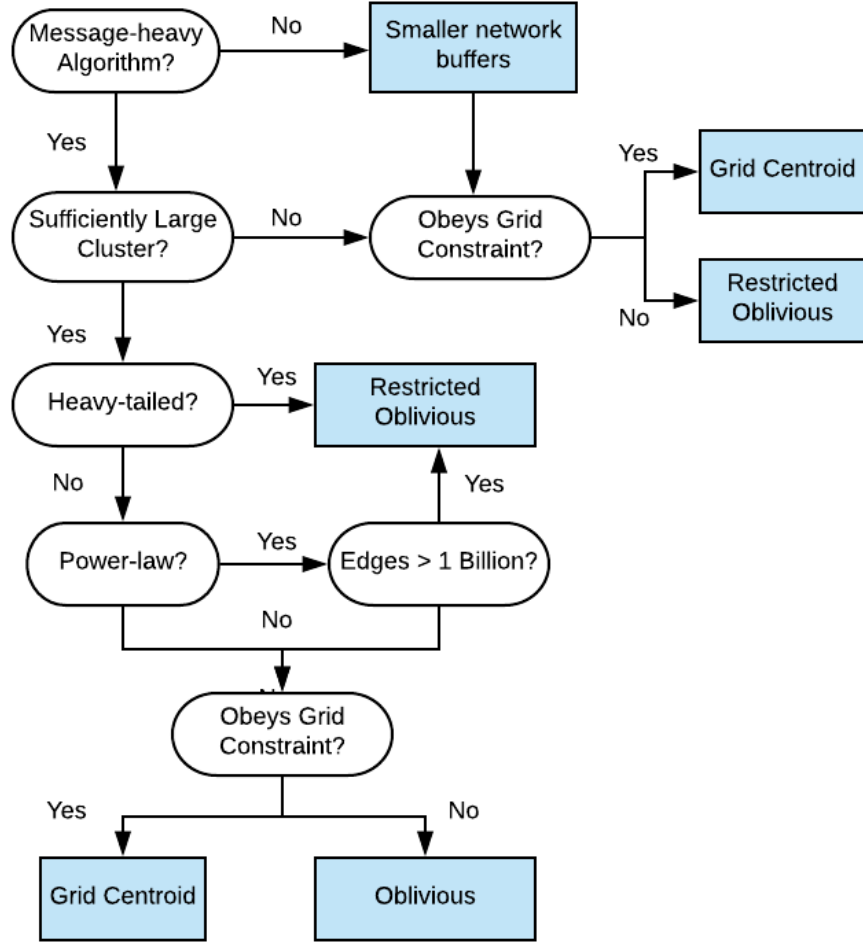 Message-heavy
Algorithm?
No
Smaller network
buffers
Yes
Sufficiently Large
Cluster?
No
Obeys Grid
Constraint?
Yes
Grid Centroid
No
Restricted
Oblivious
Yes
Heavy-tailed?
Yes
Restricted
Oblivious
No
Yes
Power-law?
Yes
Edges > 1 Billion?
No
Obeys Grid
Constraint?
Yes
No
Grid Centroid
Oblivious